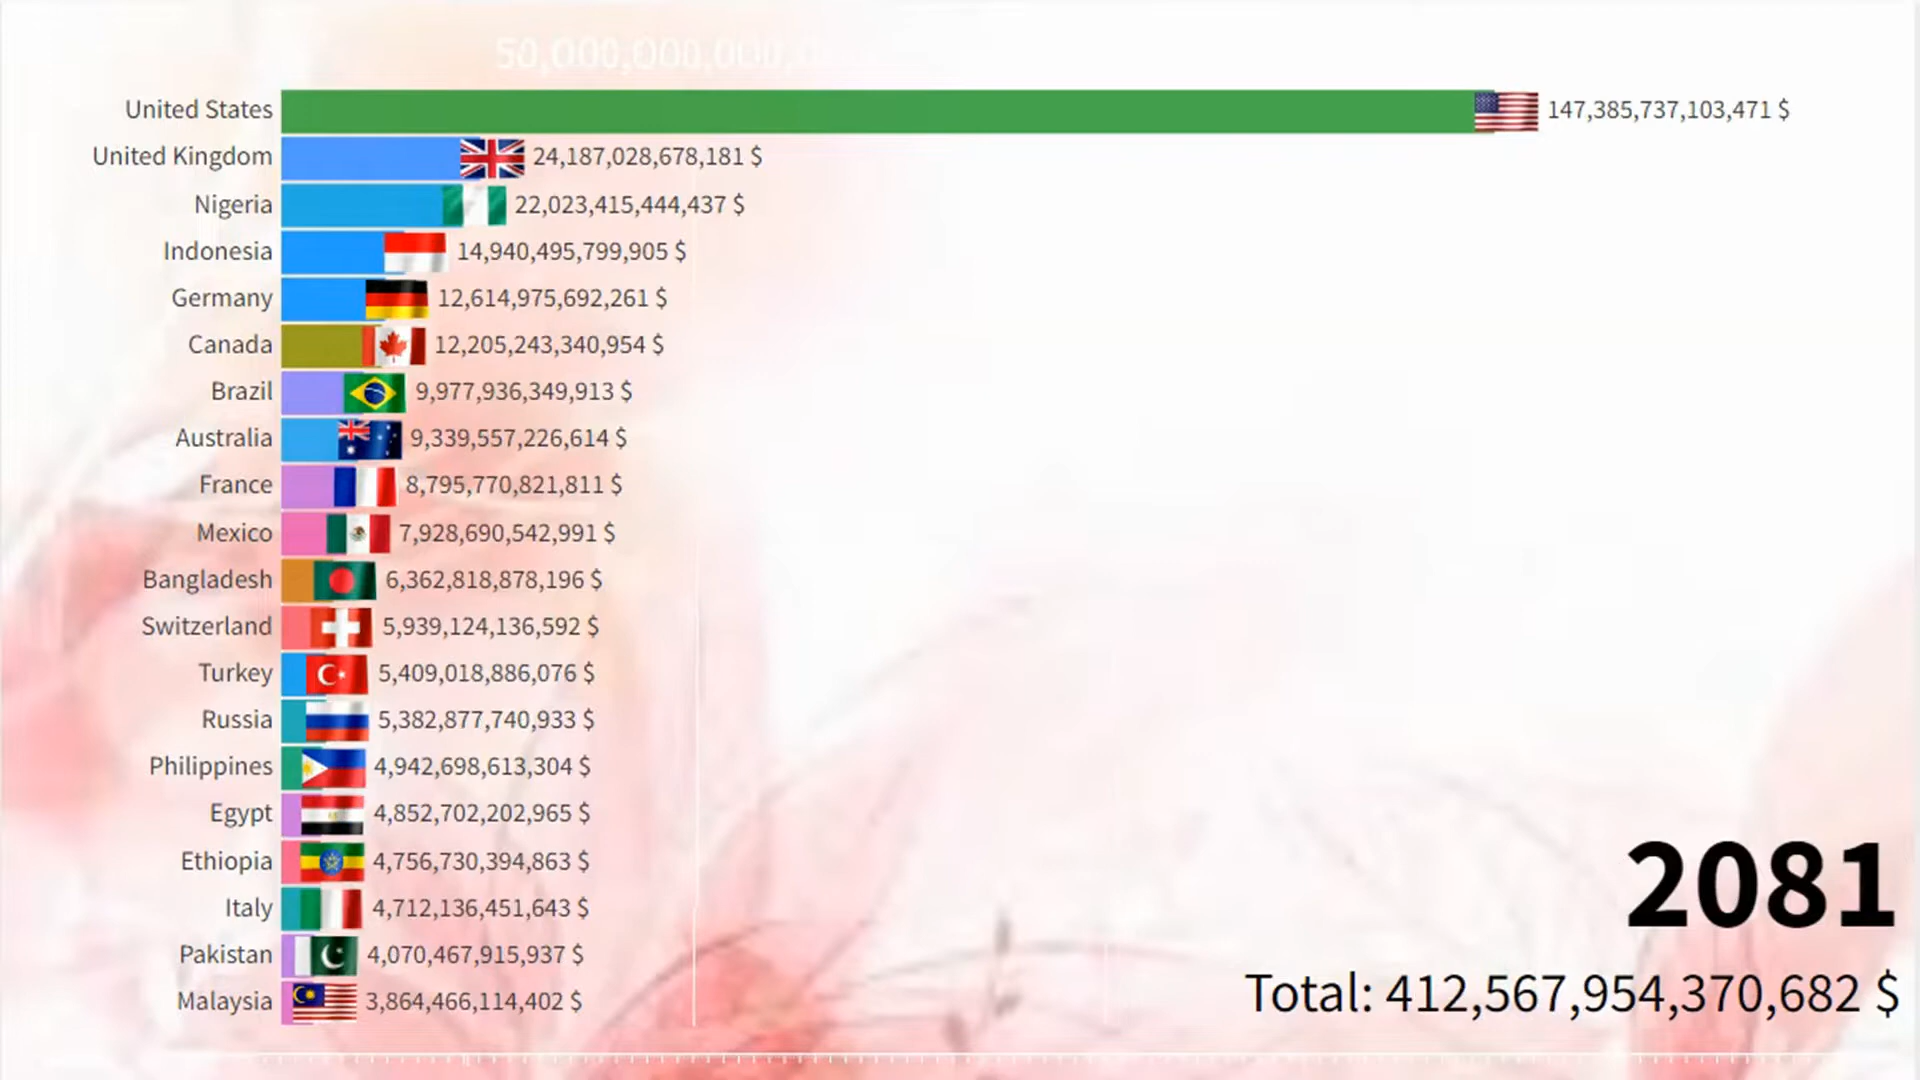 50,000,000,000,
United States 147,385,737,103,471 $
United Kingdom 24,187,028,678,181 $
Nigeria 22,023,415,444,437 $
Indonesia 14,940,495,799,905 $
Germany 12,614,975,692,261 $
Canada 12,205,243,340,954 $
Brazil 9,977,936,349,913 $
Australia 9,339,557,226,614 $
France 8,795,770,821,811 $
Mexico 7,928,690,542,991 $
Bangladesh 6,362,818,878,196 $
Switzerland 5,939,124,136,592 $
Turkey 5,409,018,886,076 $
Russia 5,382,877,740,933 $
Philippines 4,942,698,613,304 $
Egypt 4,852,702,202,965 $
Ethiopia 4,756,730,394,863 $
Italy 4,712,136,451,643 $
Pakistan 4,070,467,915,937 $
Malaysia 3,864,466,114,402 $
2081
Total: 412,567,954,370,682 $